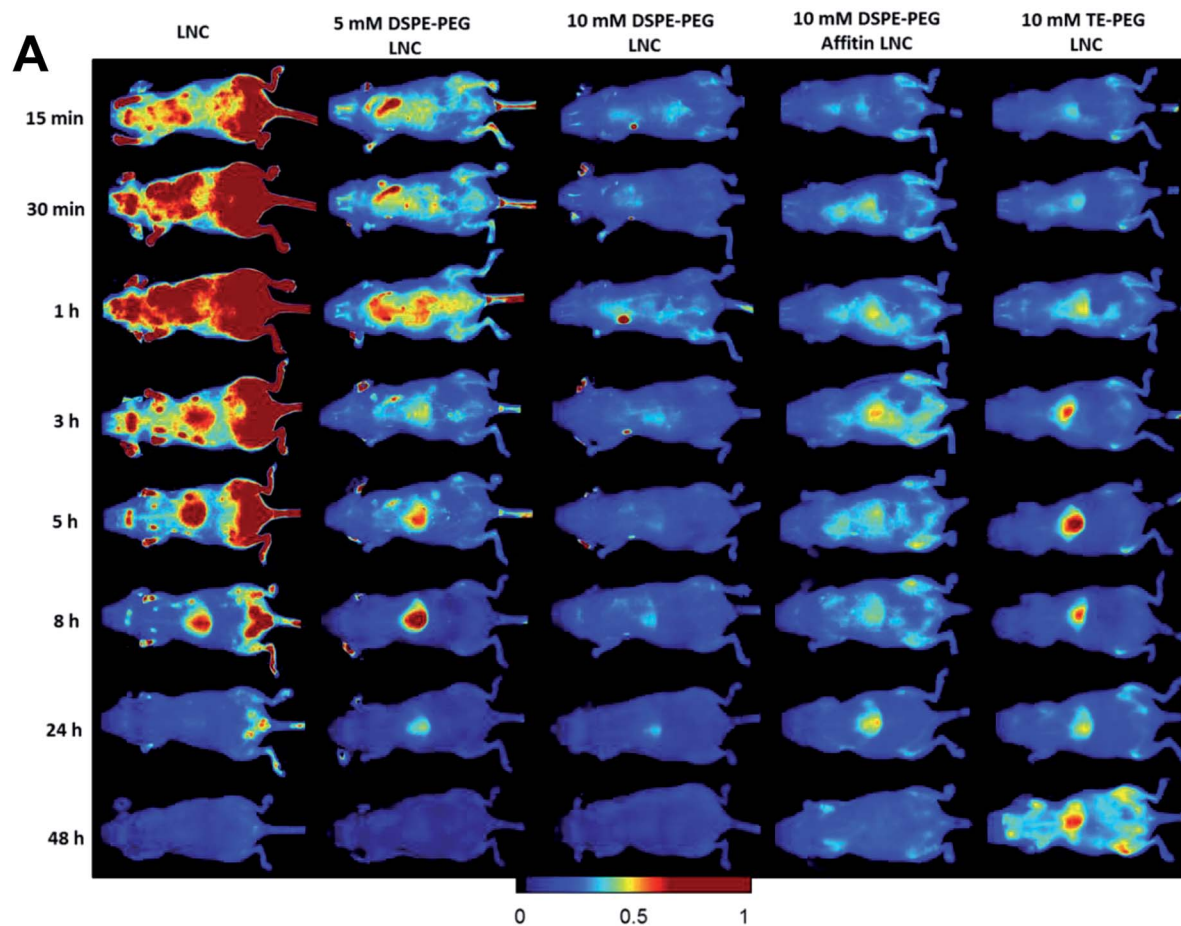 A
LNC
5 mM DSPE-PEG
LNC
10 mM DSPE-PEG
LNC
10 mM DSPE-PEG
Affitin LNC
10 mM TE-PEG
LNC
15 min
30 min
1 h
3 h
5 h
8 h
24 h
48 h
0 0.5 1